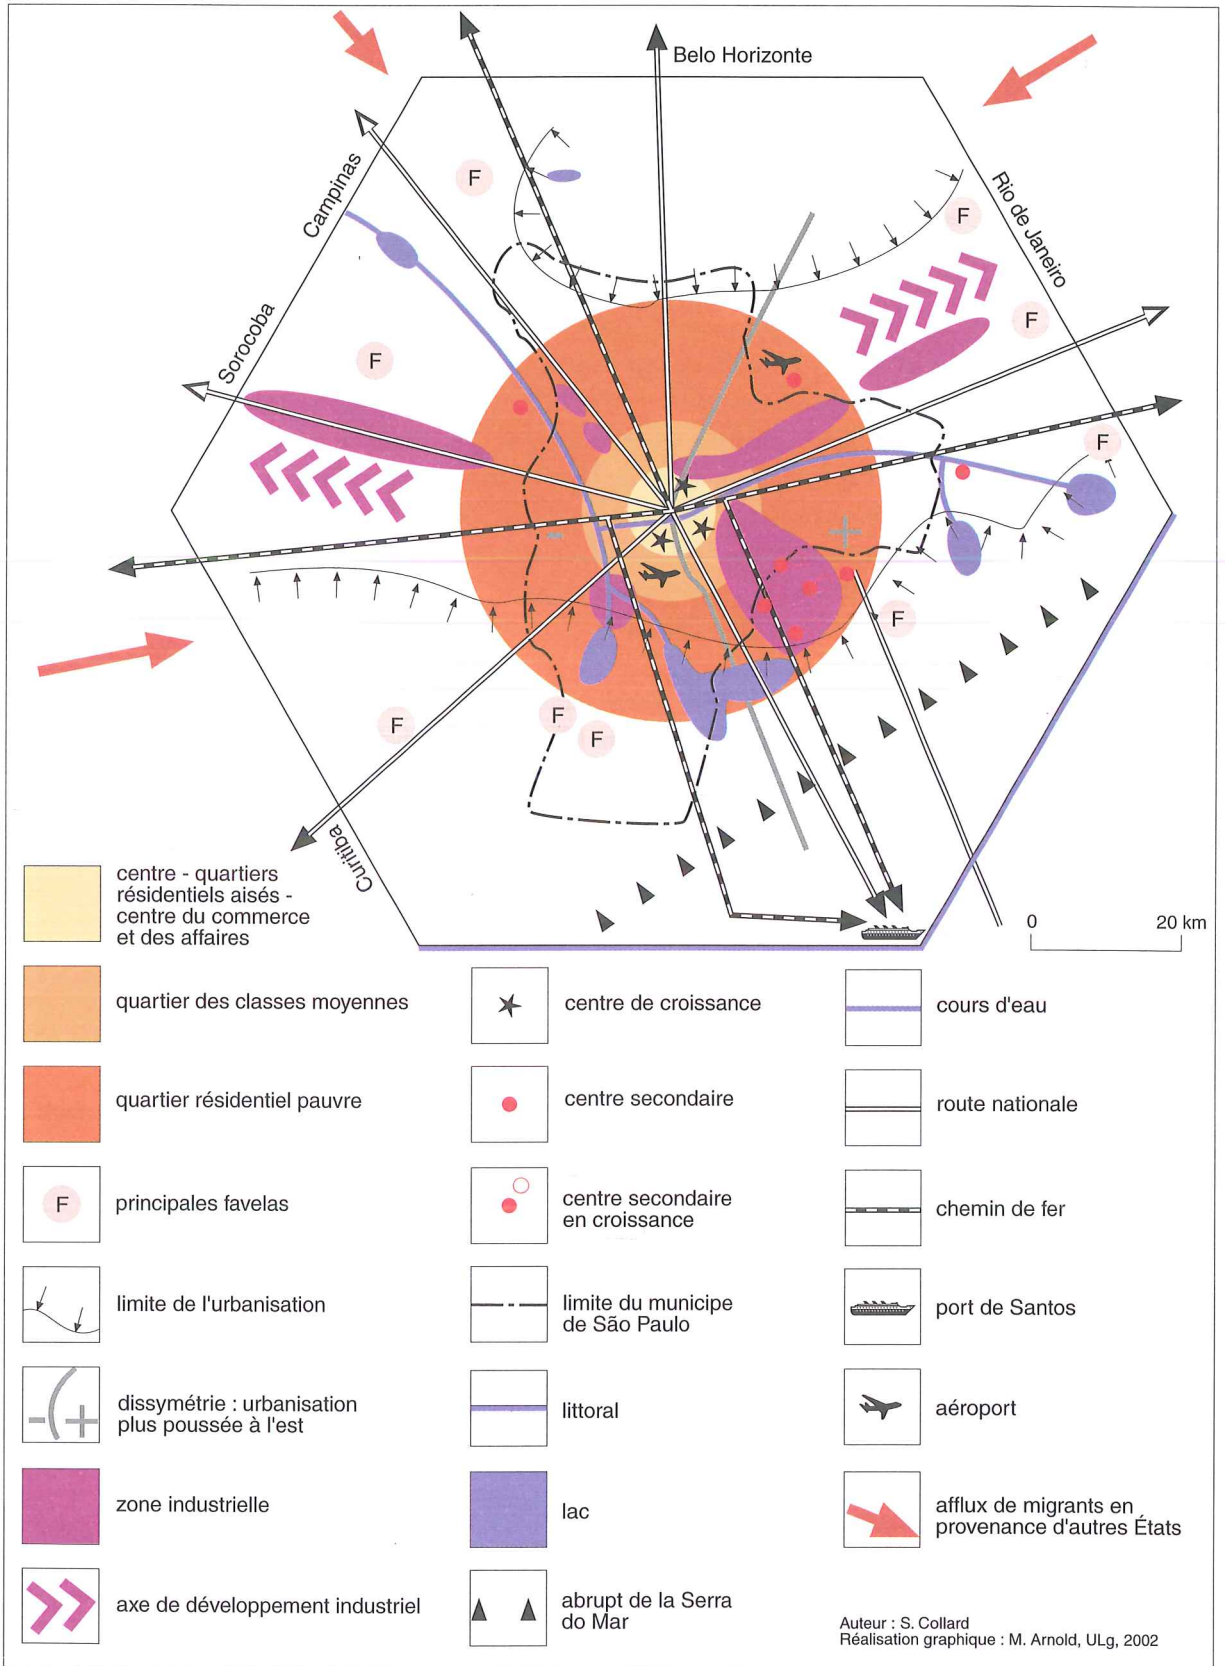 Belo Horizonte
Campinas
Rio de Janeiro
F
F
Sorocoba
F
F
F
F
F
F
F
Curitiba
0 20 km
centre - quartiers
résidentiels aisés -
centre du commerce
et des affaires
quartier des classes moyennes
quartier résidentiel pauvre
F
principales favelas
limite de l'urbanisation
dissymétrie : urbanisation
plus poussée à l'est
zone industrielle
axe de développement industriel
centre de croissance
centre secondaire
centre secondaire
en croissance
limite du municipe
de São Paulo
littoral
lac
abrupt de la Serra
do Mar
cours d'eau
route nationale
chemin de fer
port de Santos
aéroport
afflux de migrants en
provenance d'autres États
Auteur : S. Collard
Réalisation graphique : M. Arnold, ULg, 2002